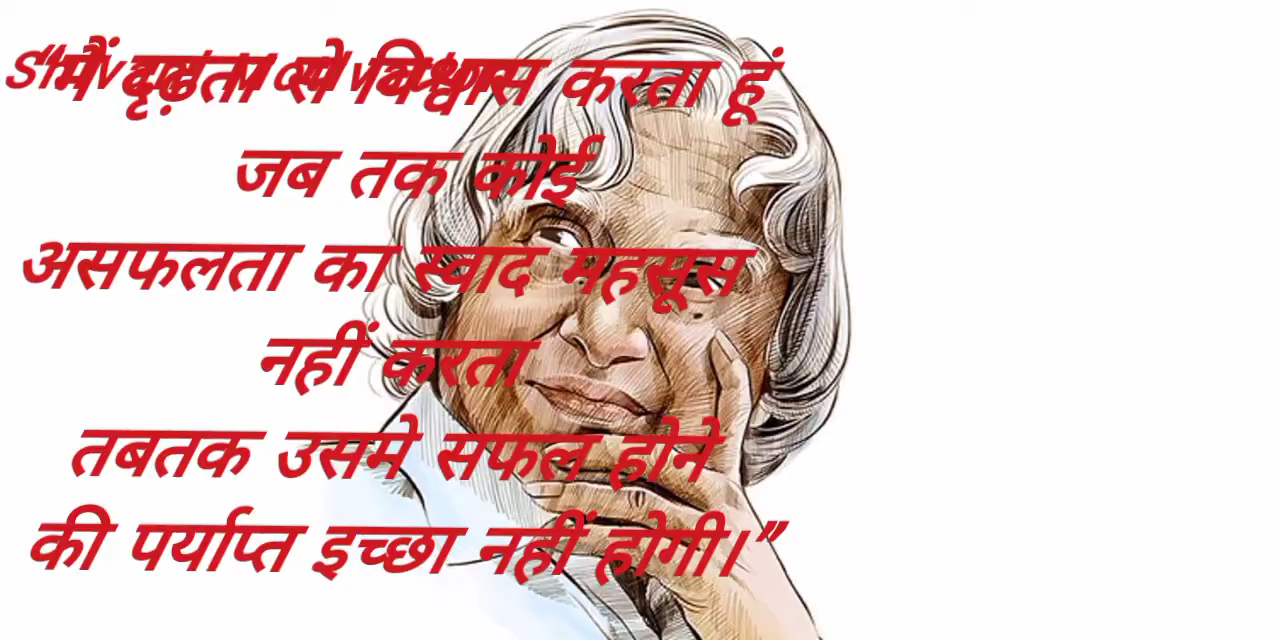 “मैं दृढ़ता से विश्वास करता हूं
जब तक कोई
असफलता का स्वाद महसूस
नहीं करता
तबतक उसमे सफल होने
की पर्याप्त इच्छा नहीं होगी।”